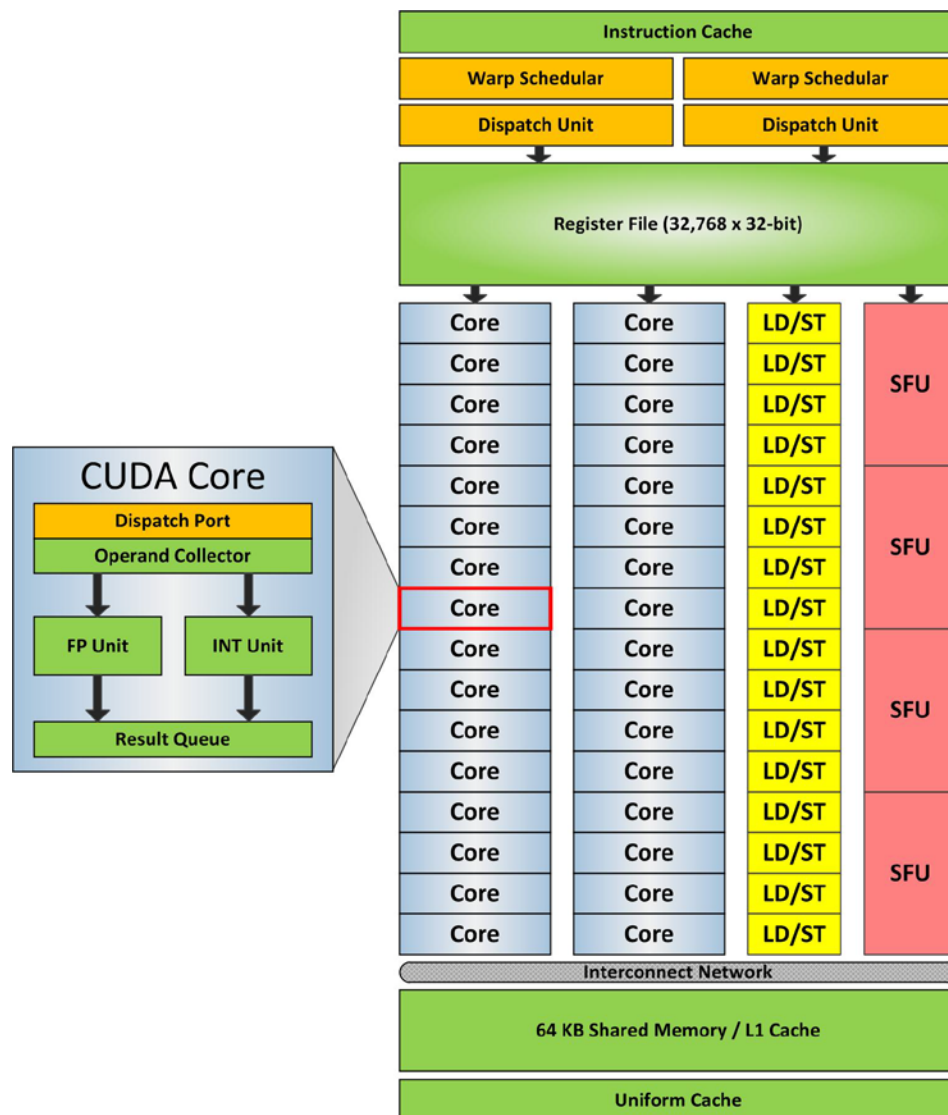 Instruction Cache
Warp Schedular
Warp Schedular
Dispatch Unit
Dispatch Unit
Register File (32,768 x 32-bit)
Core Core LD/ST SFU
Core Core LD/ST
Core Core LD/ST
Core Core LD/ST
Core Core LD/ST SFU
Core Core LD/ST
Core Core LD/ST
Core Core LD/ST
Core Core LD/ST SFU
Core Core LD/ST
Core Core LD/ST
Core Core LD/ST
Core Core LD/ST SFU
Core Core LD/ST
Core Core LD/ST
Core Core LD/ST
CUDA Core
Dispatch Port
Operand Collector
FP Unit
INT Unit
Result Queue
Interconnect Network
64 KB Shared Memory / L1 Cache
Uniform Cache